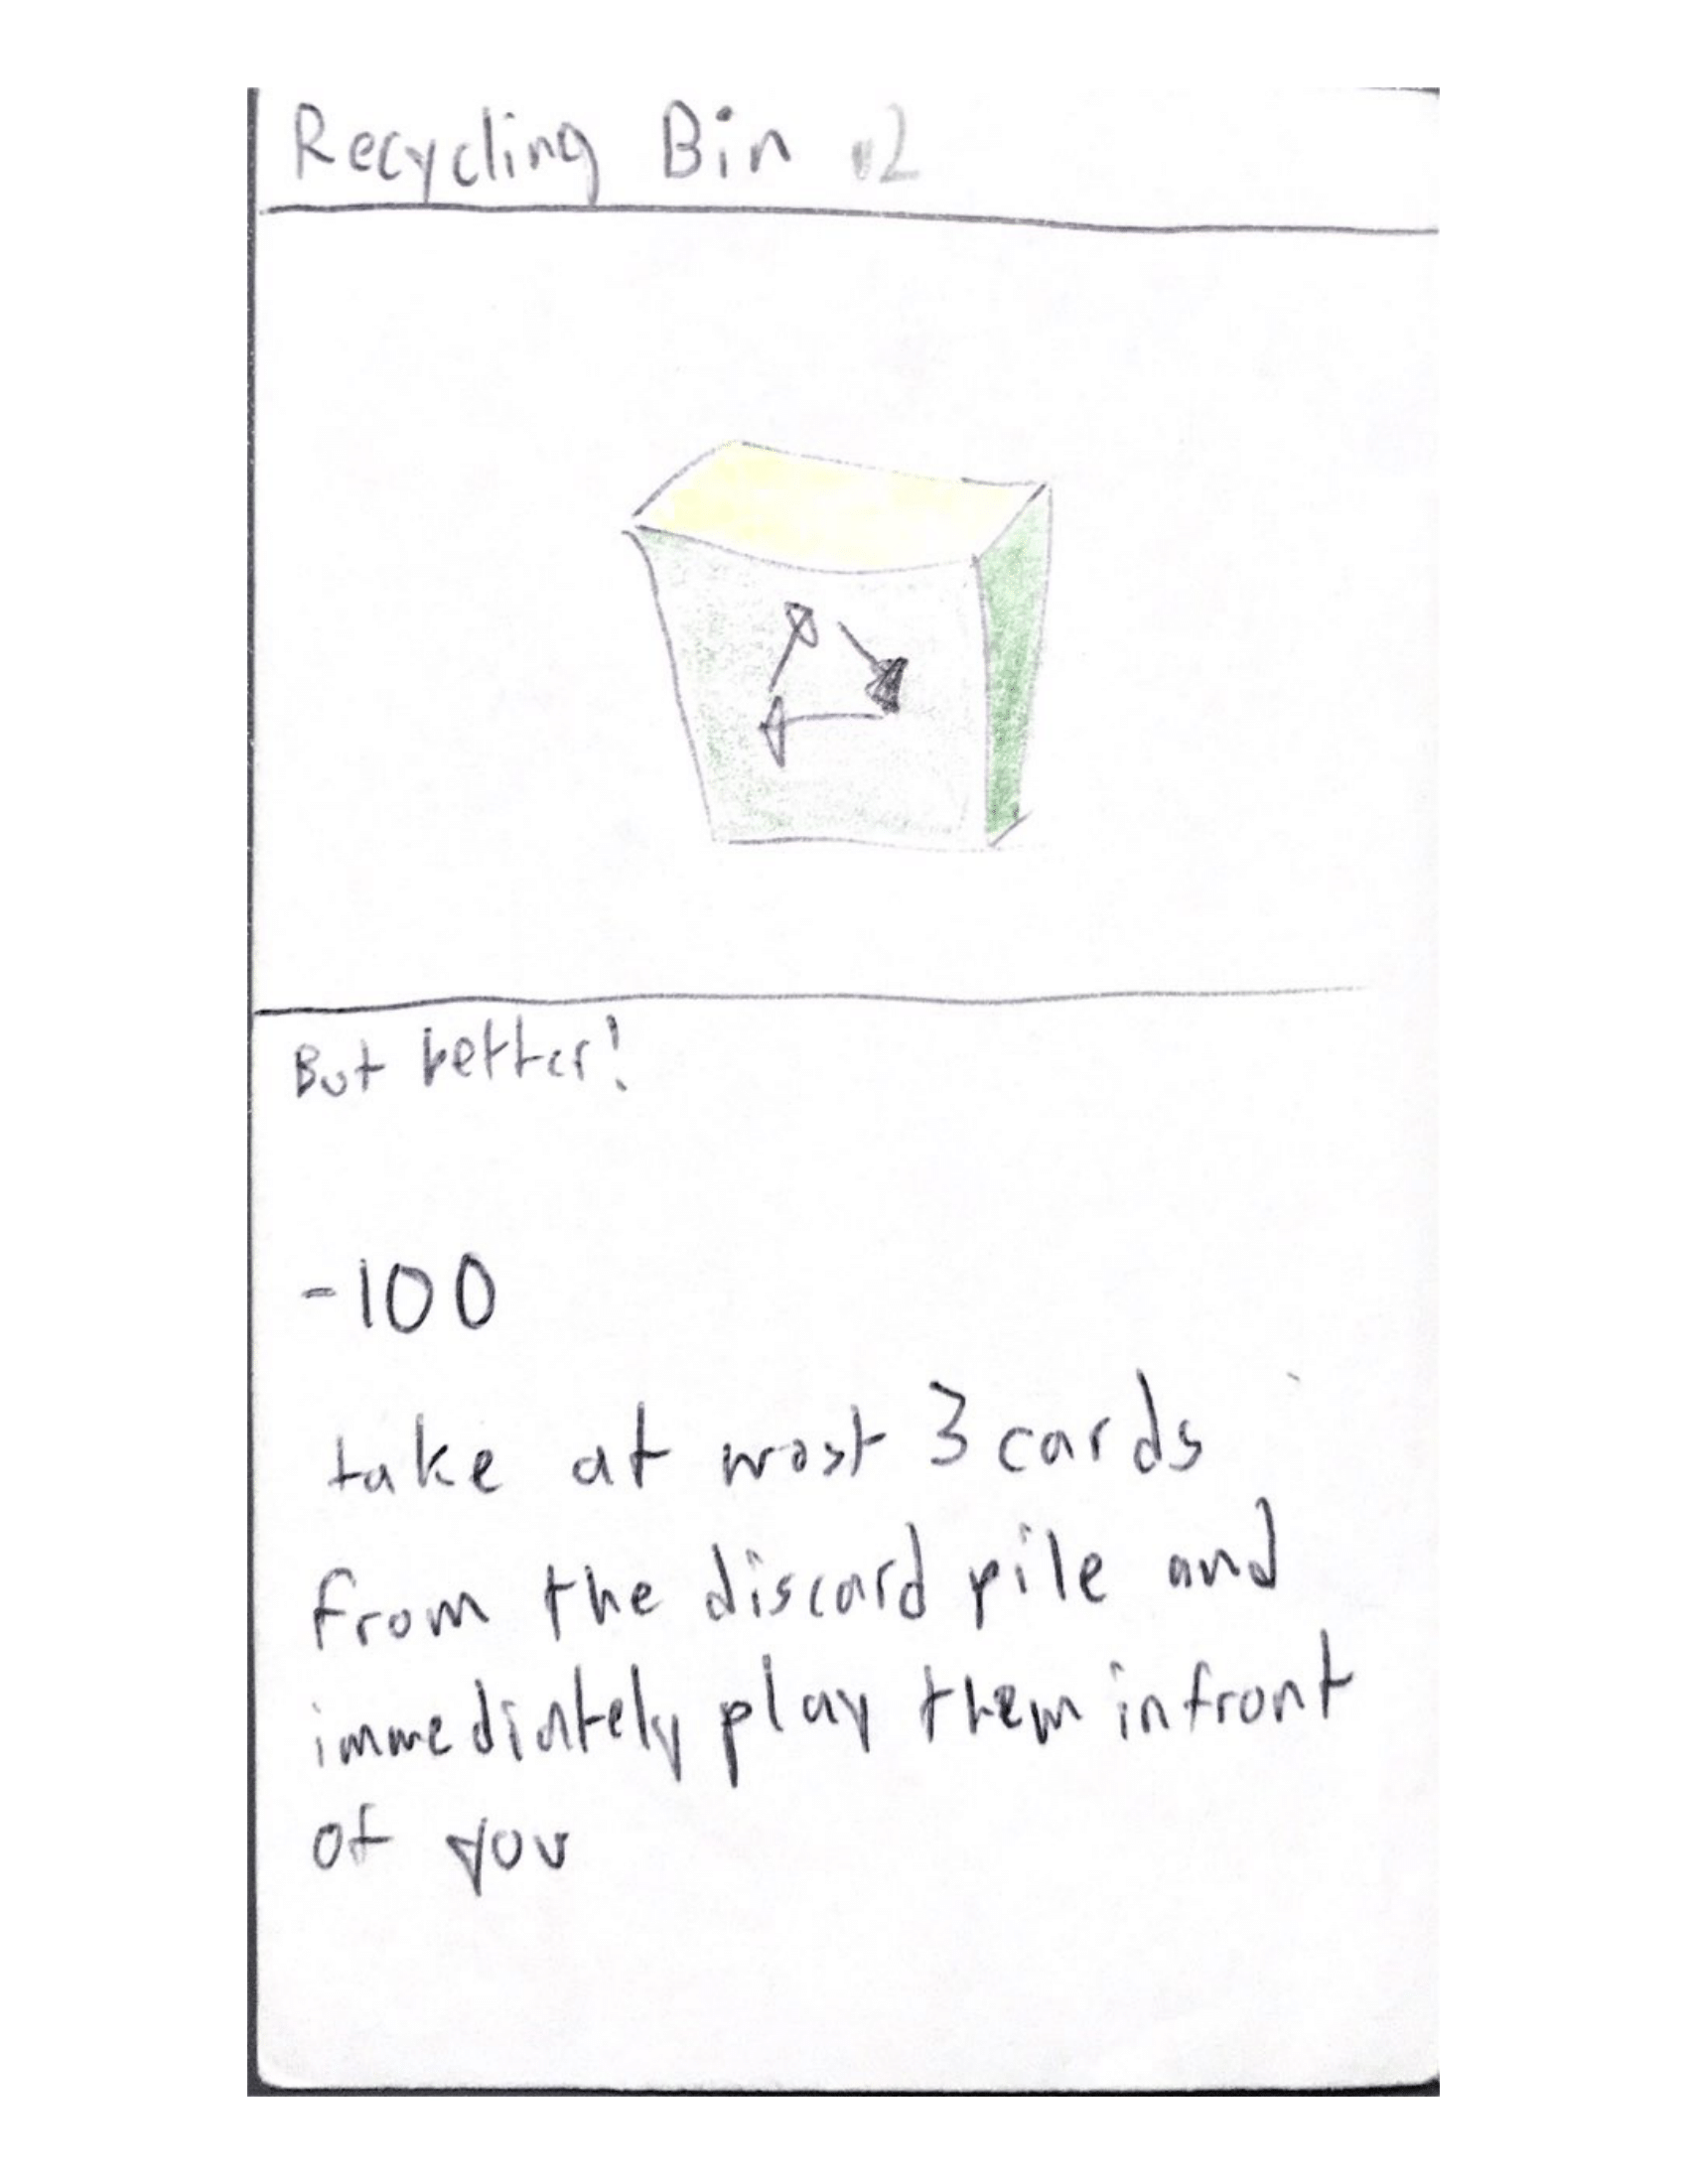 Recycling Bin v2
But better!
-100
take at most 3 cards
from the discard pile and
immediately play them infront
of you